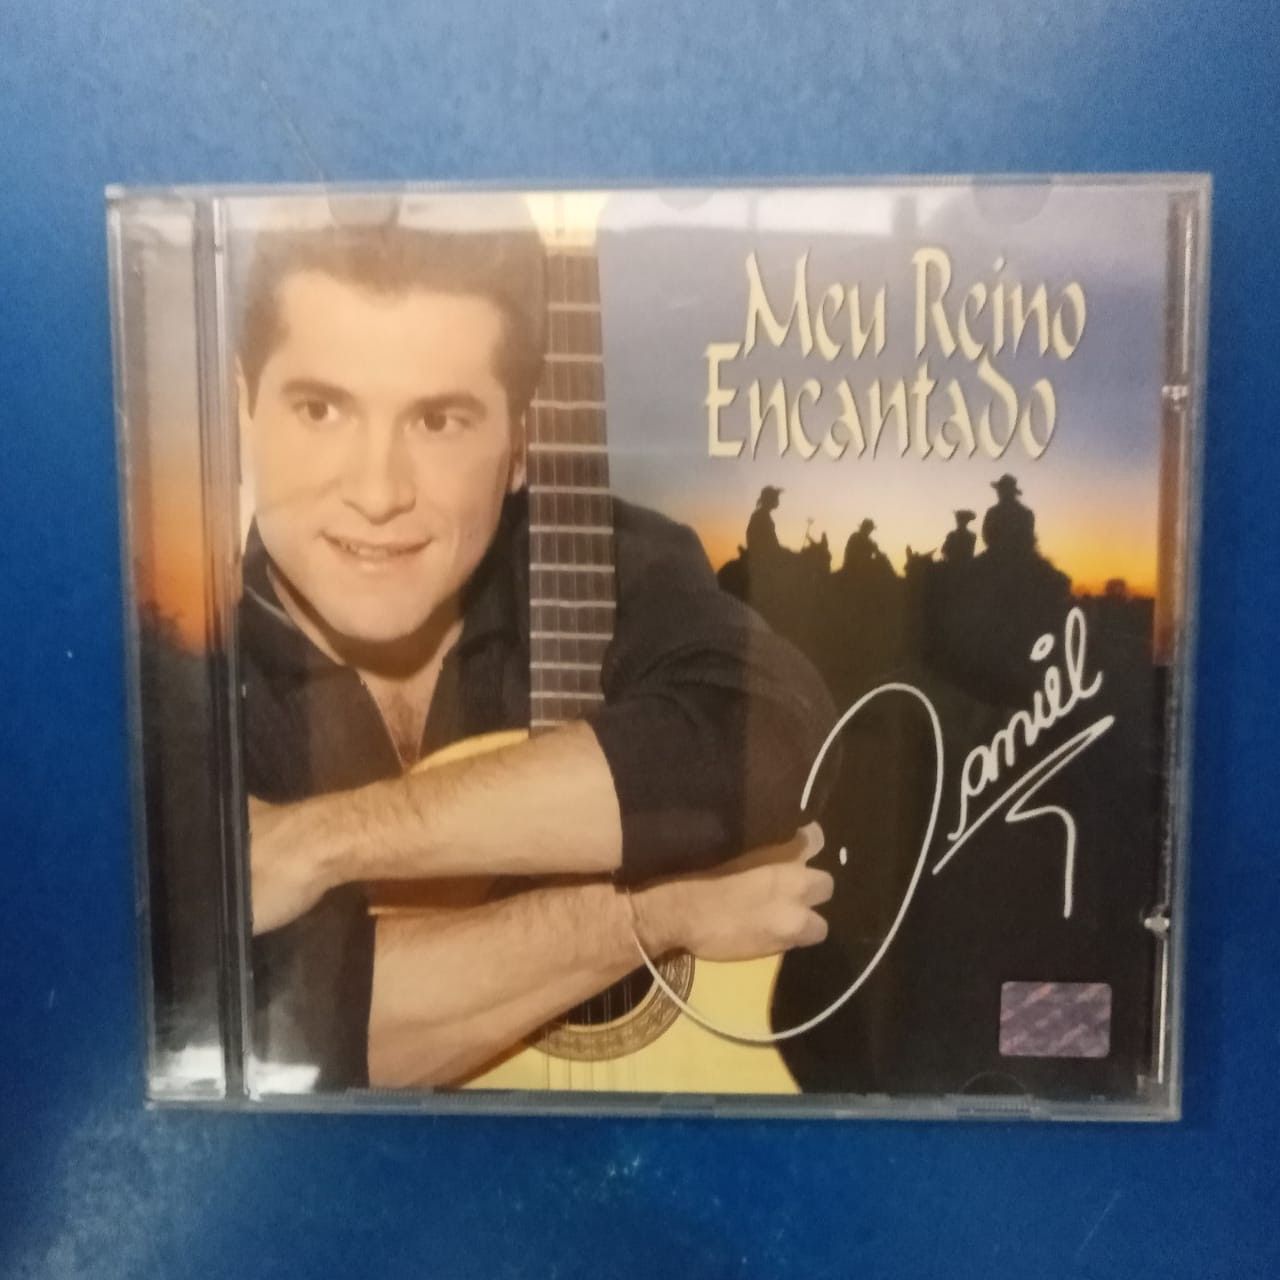 Meu Reino
Encantado
Daniel